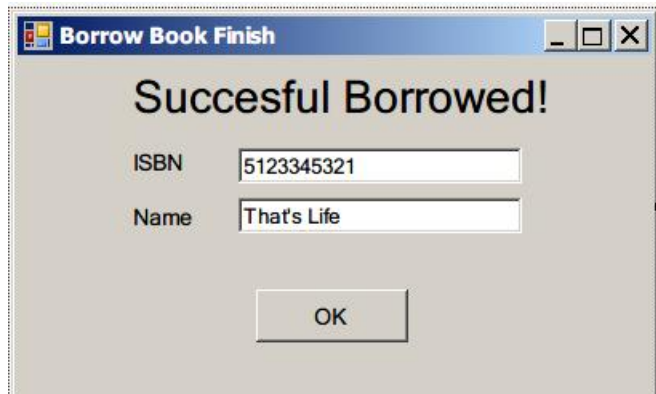 Borrow Book Finish
Succesful Borrowed!
ISBN 5123345321
Name That's Life
OK